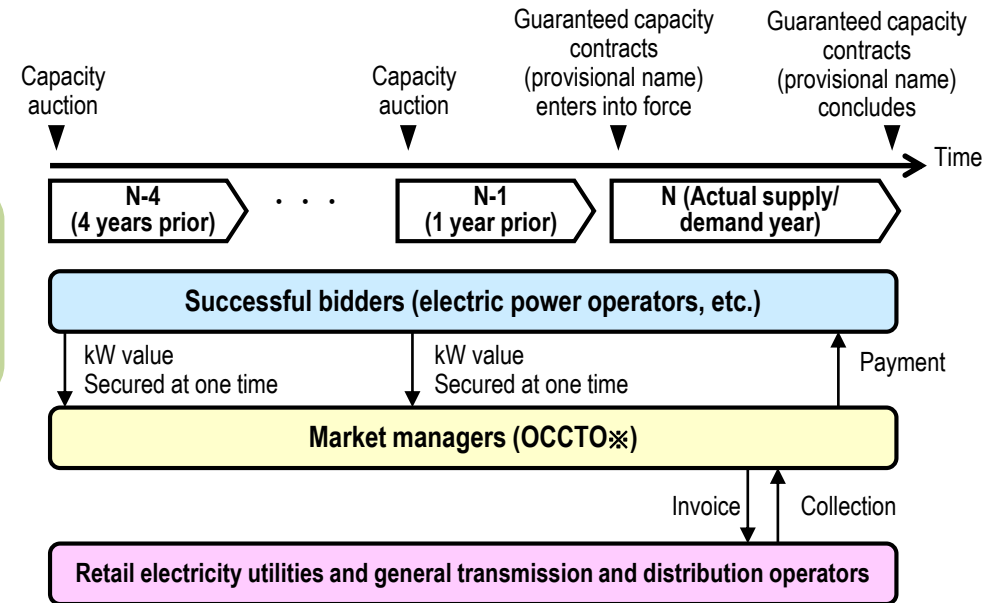 Capacity
auction
Capacity
auction
Guaranteed capacity
contracts
(provisional name)
enters into force
Guaranteed capacity
contracts
(provisional name)
concludes
Time
N-4
(4 years prior)
・ ・ ・
N-1
(1 year prior)
N (Actual supply/
demand year)
Successful bidders (electric power operators, etc.)
kW value
Secured at one time
kW value
Secured at one time
Payment
Market managers (OCCTO※)
Invoice
Collection
Retail electricity utilities and general transmission and distribution operators